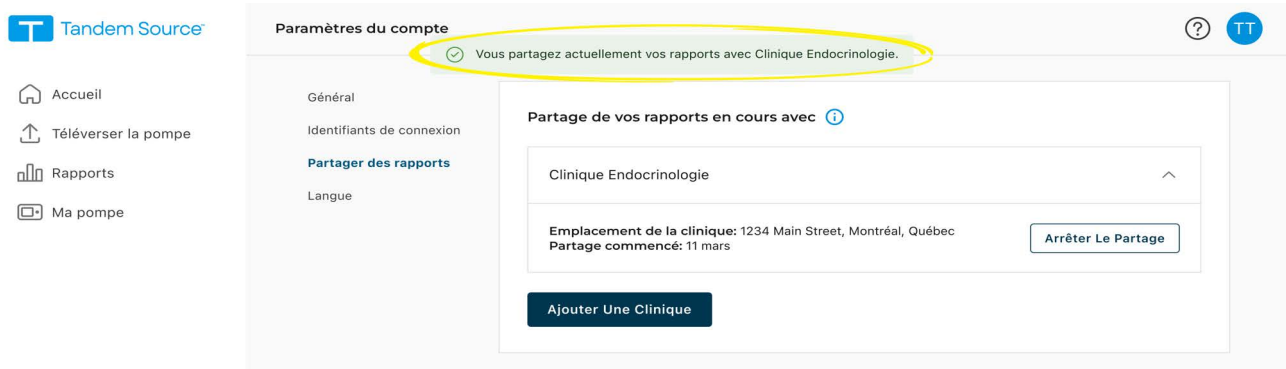 Tandem Source™
Paramètres du compte
?
TT
Vous partagez actuellement vos rapports avec Clinique Endocrinologie.
Accueil
Téléverser la pompe
Rapports
Ma pompe
Général
Identifiants de connexion
Partager des rapports
Langue
Partage de vos rapports en cours avec
Clinique Endocrinologie
Emplacement de la clinique: 1234 Main Street, Montréal, Québec
Partage commencé: 11 mars
Arrêter Le Partage
Ajouter Une Clinique